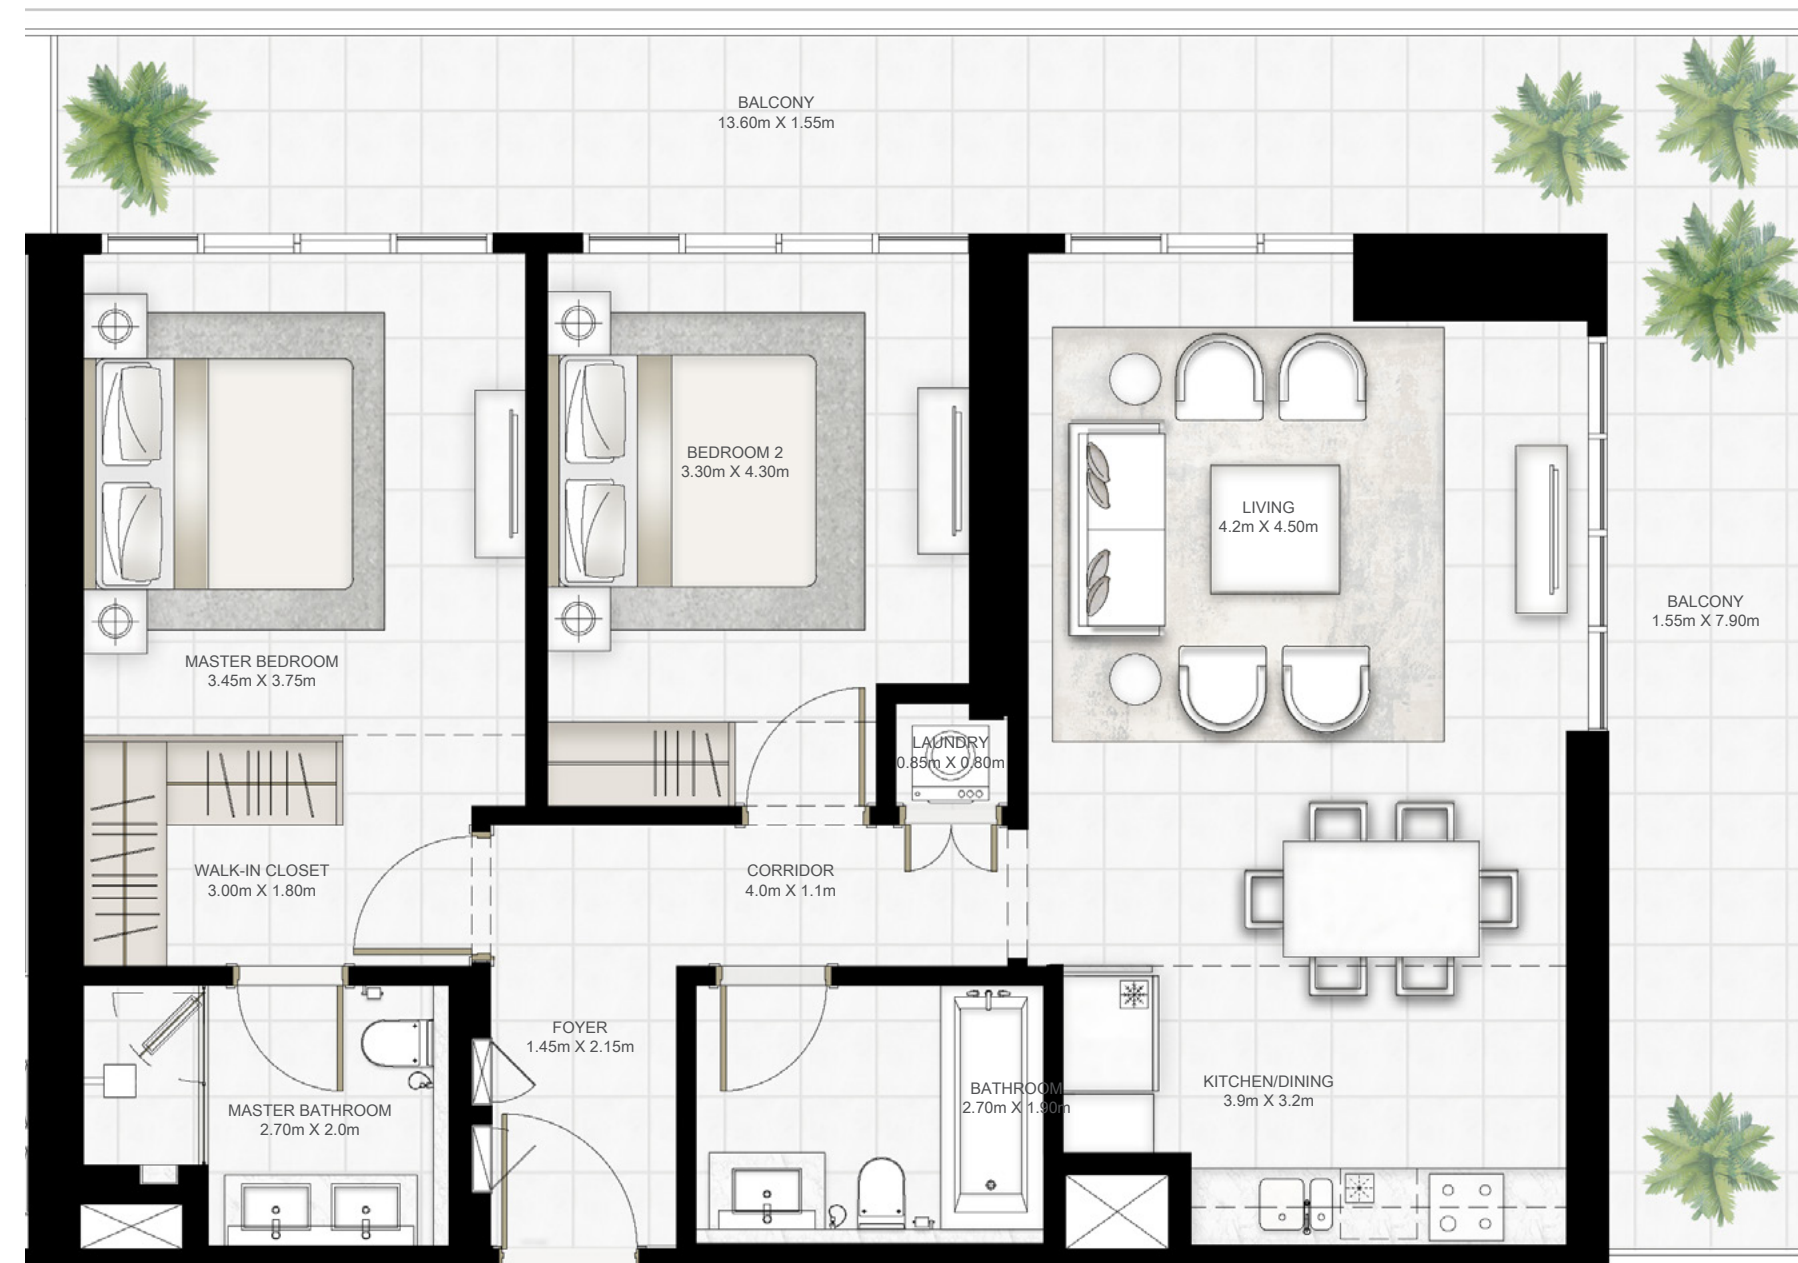 BALCONY
13.60m X 1.55m
BEDROOM 2
3.30m X 4.30m
LIVING
4.2m X 4.50m
BALCONY
1.55m X 7.90m
MASTER BEDROOM
3.45m X 3.75m
LAUNDRY
0.85m X 0.80m
WALK-IN CLOSET
3.00m X 1.80m
CORRIDOR
4.0m X 1.1m
FOYER
1.45m X 2.15m
MASTER BATHROOM
2.70m X 2.0m
BATHROOM
2.70m X 1.90m
KITCHEN/DINING
3.9m X 3.2m